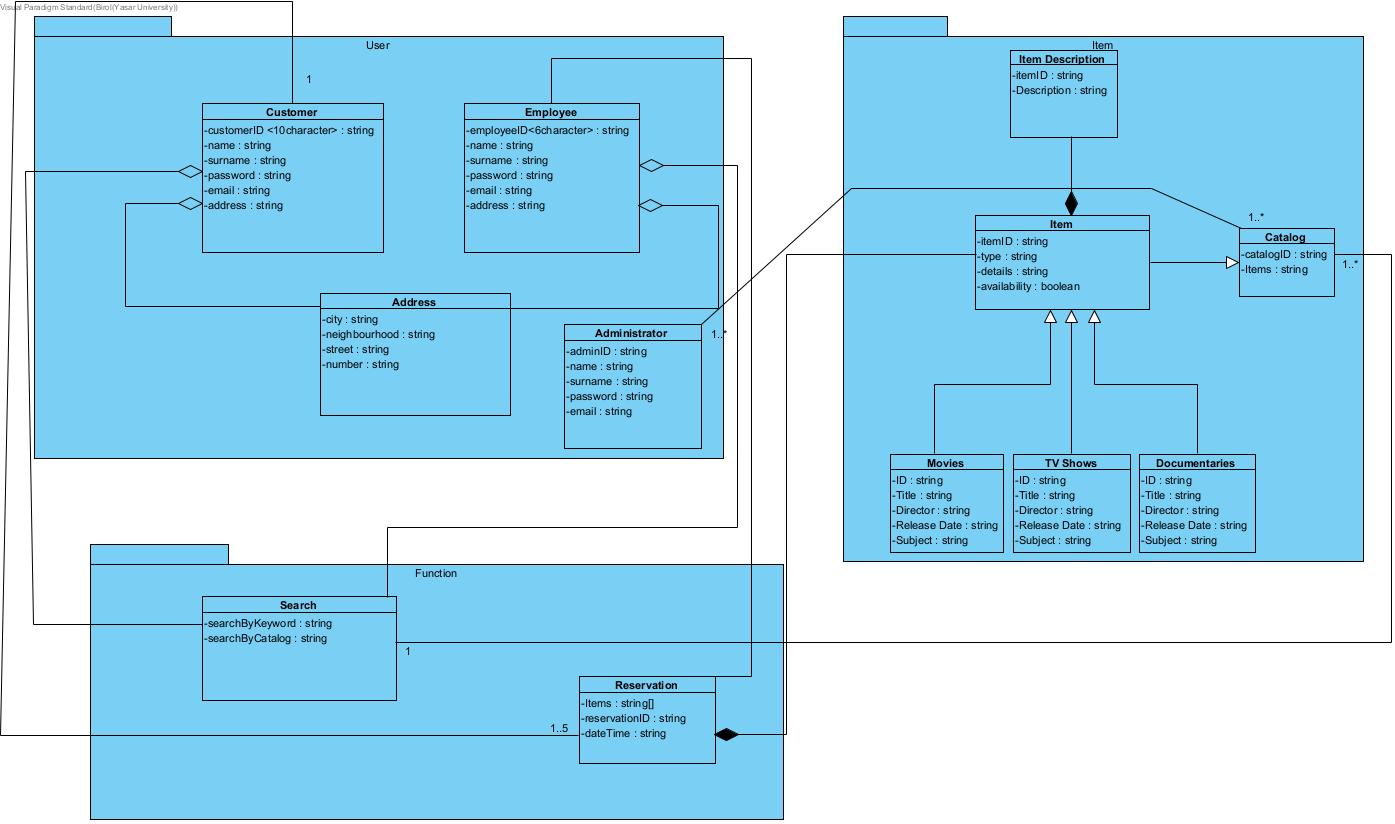 Visual Paradigm Standard(Birol(Yasar University))
User
1
Customer
-customerID <10character> : string
-name : string
-surname : string
-password : string
-email : string
-address : string
Employee
-employeeID<6character> : string
-name : string
-surname : string
-password : string
-email : string
-address : string
Address
-city : string
-neighbourhood : string
-street : string
-number : string
Administrator
-adminID : string
-name : string
-surname : string
-password : string
-email : string
1..*
Item
Item Description
-itemID : string
-Description : string
Item
-itemID : string
-type : string
-details : string
-availability : boolean
1..*
Catalog
-catalogID : string
-Items : string
1..*
Movies
-ID : string
-Title : string
-Director : string
-Release Date : string
-Subject : string
TV Shows
-ID : string
-Title : string
-Director : string
-Release Date : string
-Subject : string
Documentaries
-ID : string
-Title : string
-Director : string
-Release Date : string
-Subject : string
Function
Search
-searchByKeyword : string
-searchByCatalog : string
1
Reservation
-Items : string[]
-reservationID : string
-dateTime : string
1..5